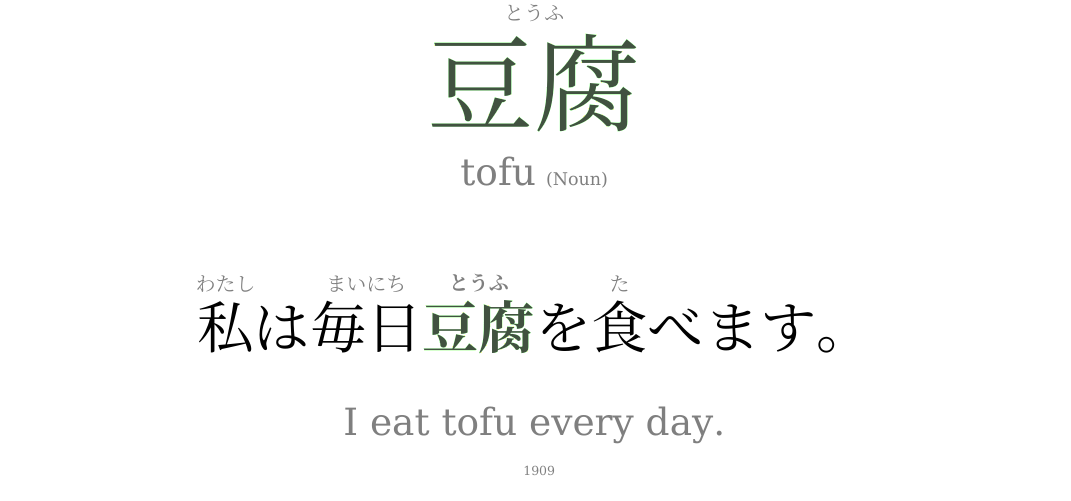 とうふ
豆腐
tofu (Noun)
わたし まいにち とうふ た
私は毎日豆腐を食べます。
I eat tofu every day.
1909